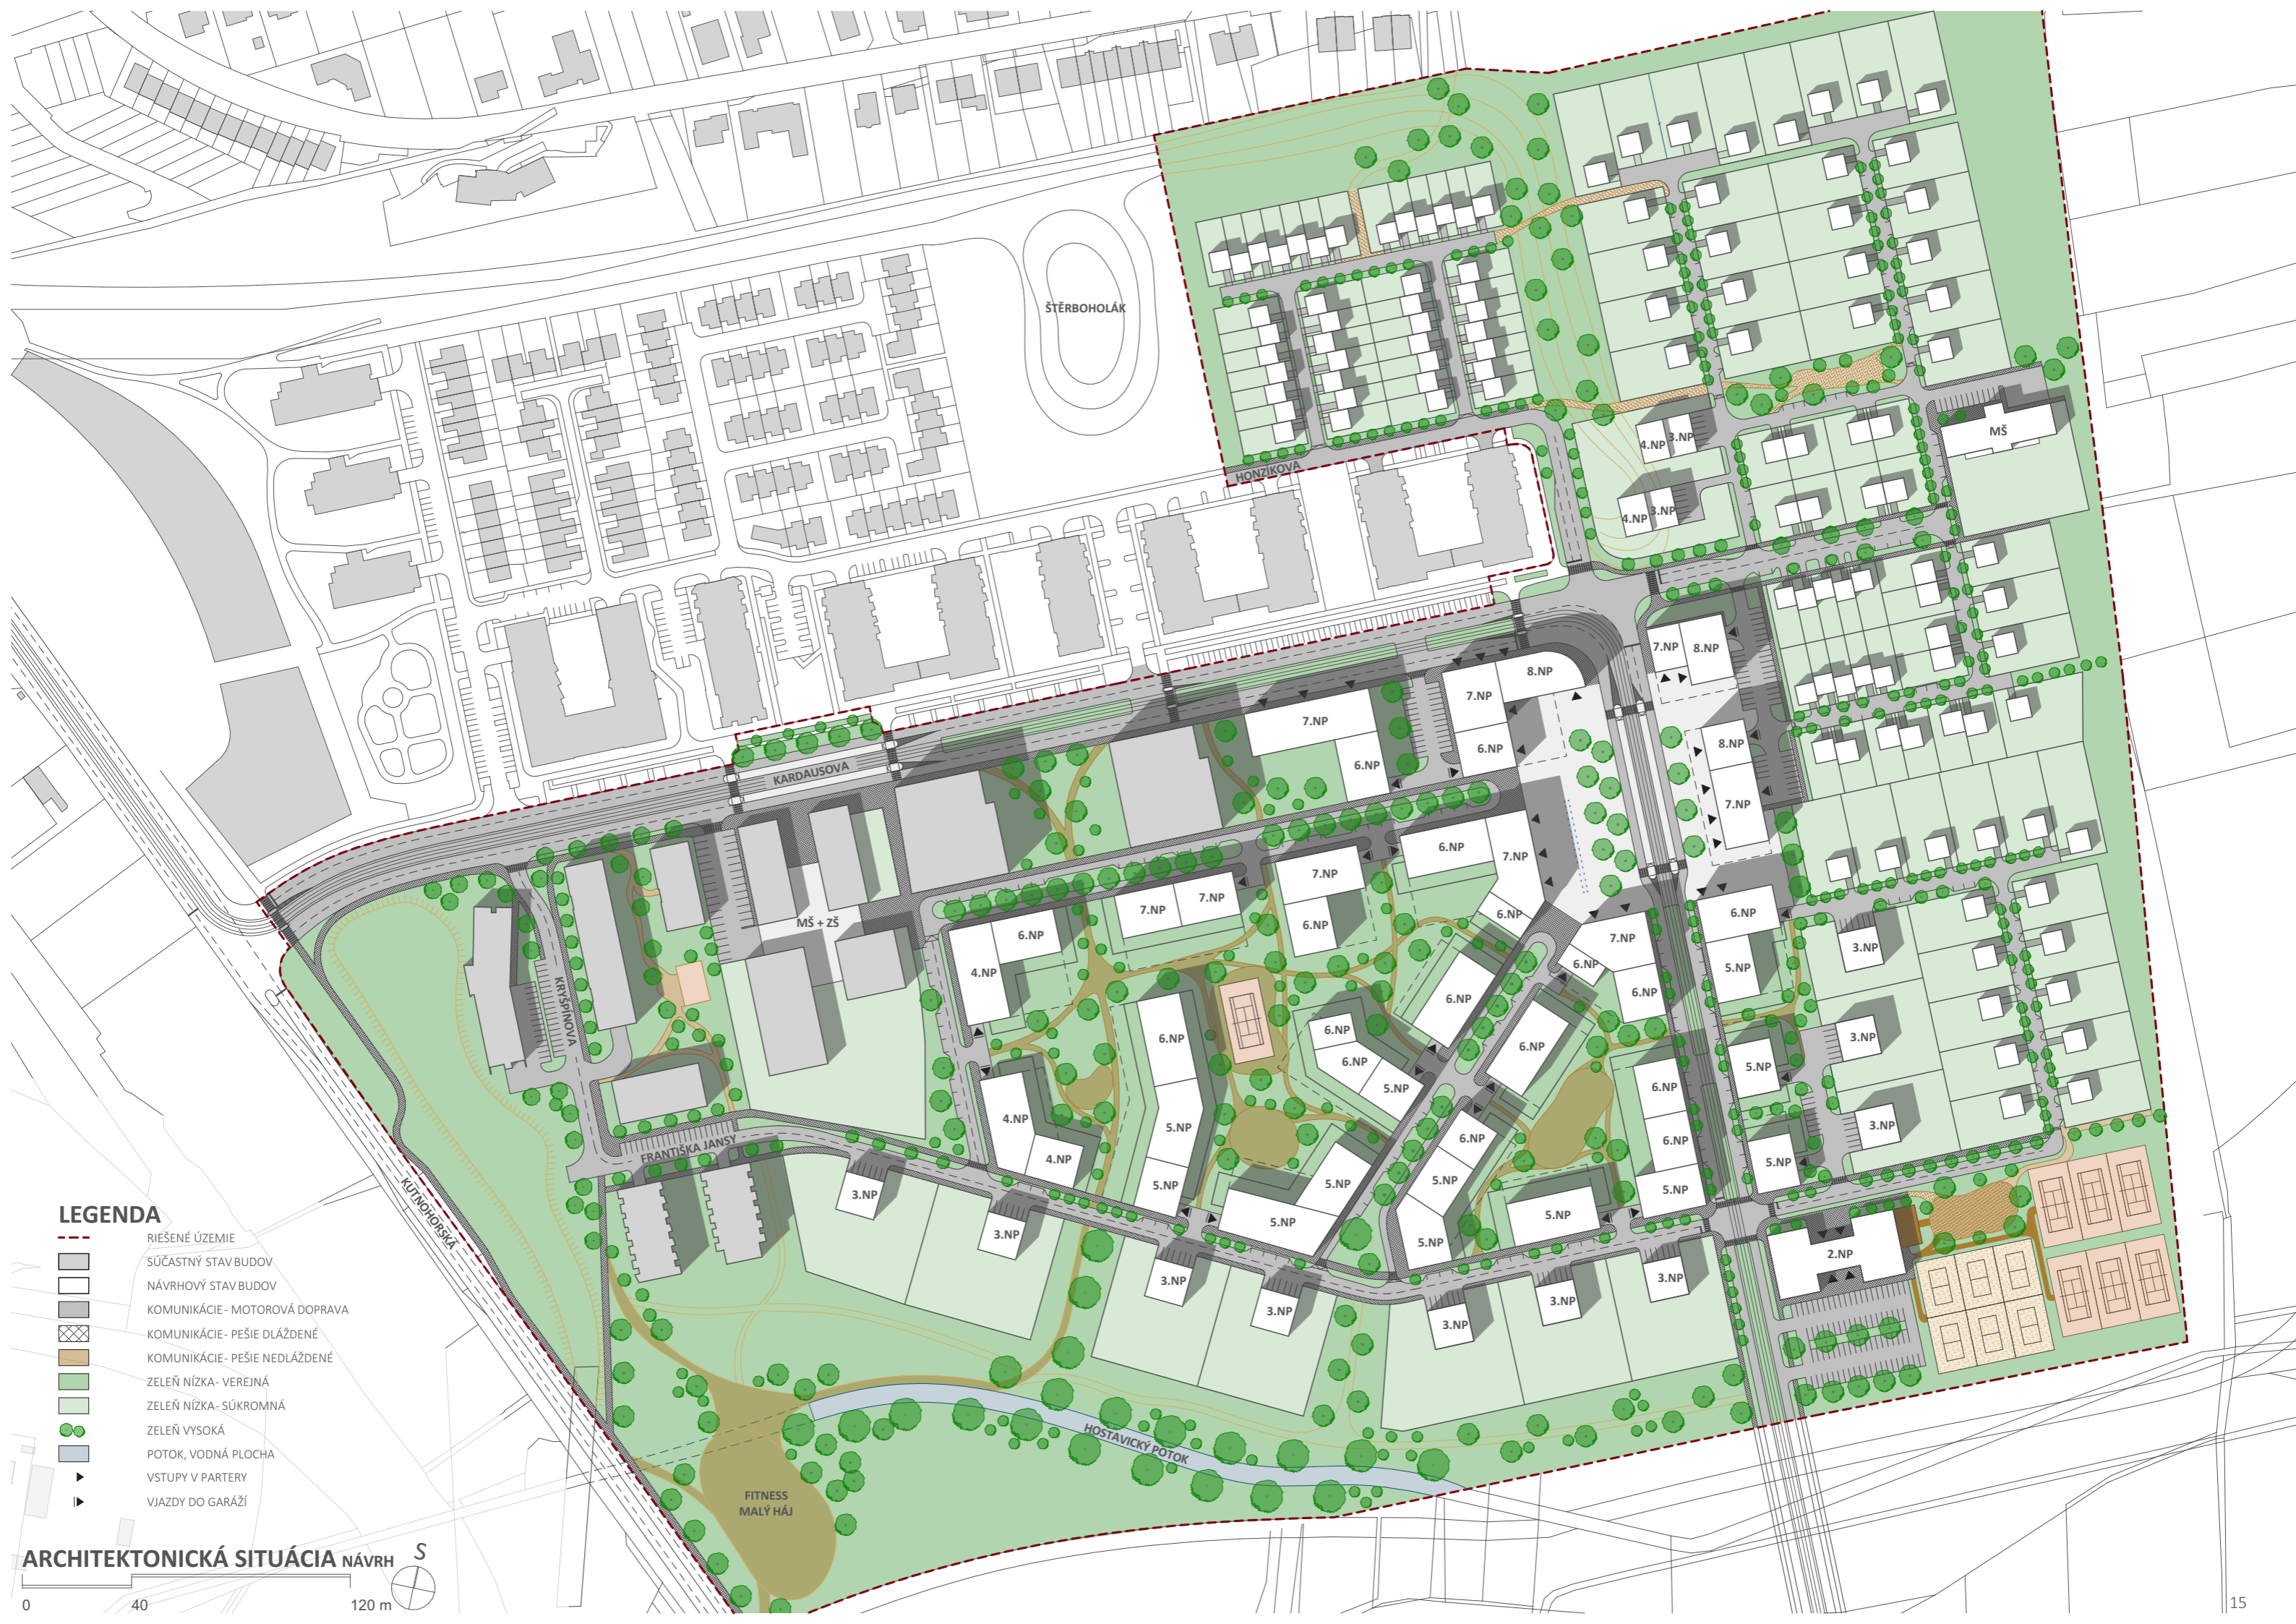 ŠTĚRBOHOLÁK
HONZÍKOVA
4.NP
3.NP
MŠ
4.NP
3.NP
7.NP
8.NP
8.NP
7.NP
7.NP
6.NP
7.NP
6.NP
8.NP
7.NP
KARDAUSOVA
MŠ + ZŠ
KRYŠPÍNOVA
FRANTIŠKA JANSY
KUTNOHORSKÁ
6.NP
7.NP
7.NP
7.NP
6.NP
6.NP
7.NP
6.NP
7.NP
6.NP
6.NP
6.NP
5.NP
3.NP
4.NP
6.NP
6.NP
6.NP
6.NP
5.NP
6.NP
6.NP
5.NP
3.NP
4.NP
4.NP
5.NP
5.NP
5.NP
5.NP
6.NP
5.NP
5.NP
5.NP
6.NP
5.NP
5.NP
3.NP
2.NP
3.NP
3.NP
3.NP
3.NP
3.NP
3.NP
3.NP
HOSTAVICKÝ POTOK
FITNESS
MALÝ HÁJ
LEGENDA
RIEŠENÉ ÚZEMIE
SÚČASTNÝ STAV BUDOV
NÁVRHOVÝ STAV BUDOV
KOMUNIKÁCIE- MOTOROVÁ DOPRAVA
KOMUNIKÁCIE- PEŠIE DLÁŽDENÉ
KOMUNIKÁCIE- PEŠIE NEDLÁŽDENÉ
ZELEŇ NÍZKA- VEREJNÁ
ZELEŇ NÍZKA- SÚKROMNÁ
ZELEŇ VYSOKÁ
POTOK, VODNÁ PLOCHA
VSTUPY V PARTERY
VJAZDY DO GARÁŽÍ
ARCHITEKTONICKÁ SITUÁCIA NÁVRH
S
0 40 120 m
15